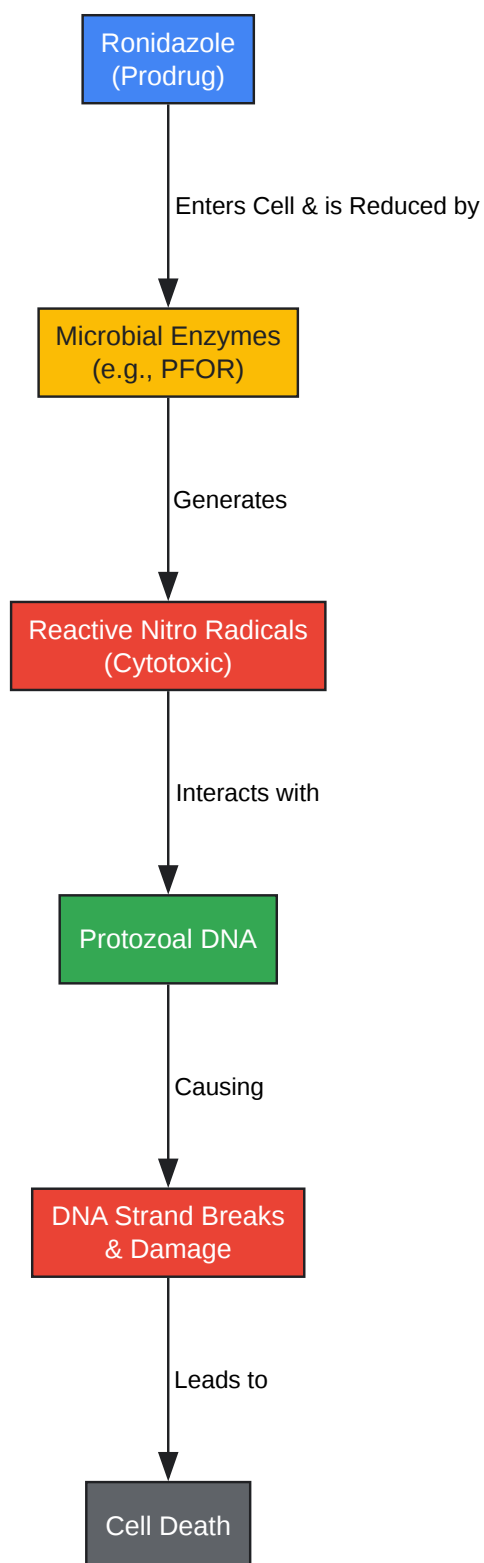 Ronidazole
(Prodrug)
Enters Cell & is Reduced by
Microbial Enzymes
(e.g., PFOR)
Generates
Reactive Nitro Radicals
(Cytotoxic)
Interacts with
Protozoal DNA
Causing
DNA Strand Breaks
& Damage
Leads to
Cell Death